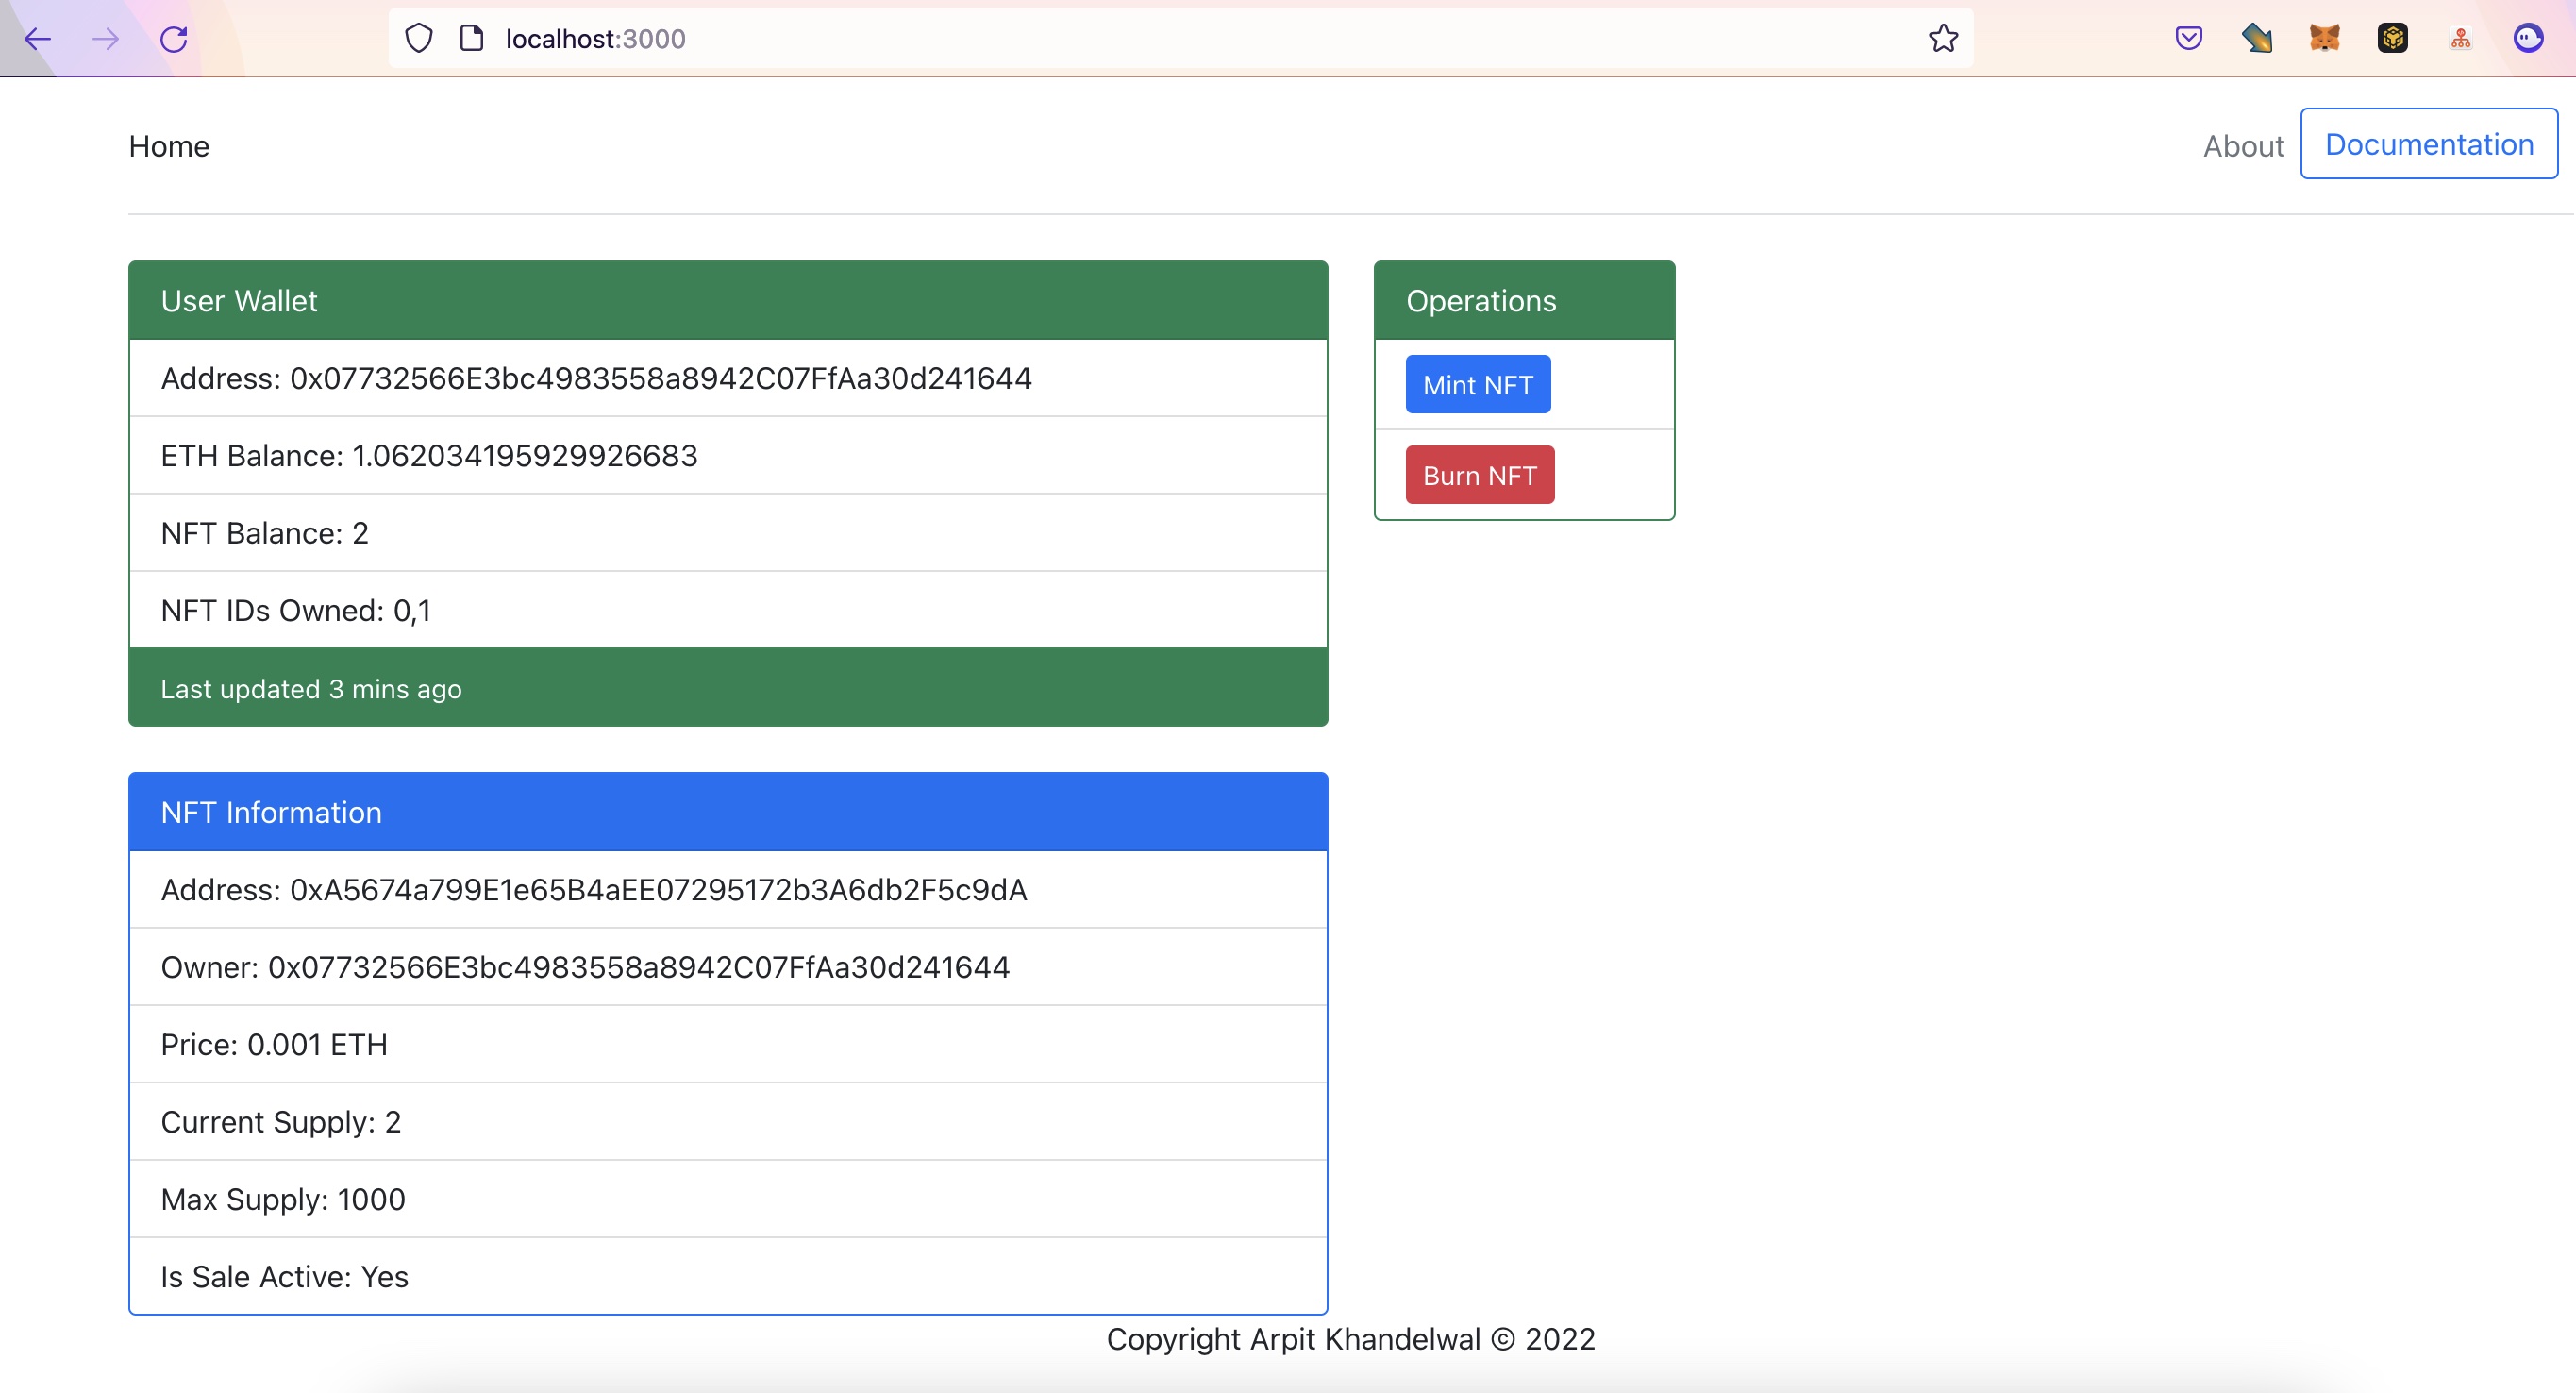 localhost:3000
Home
About
Documentation
User Wallet
Address: 0x07732566E3bc4983558a8942C07FfAa30d241644
ETH Balance: 1.062034195929926683
NFT Balance: 2
NFT IDs Owned: 0,1
Last updated 3 mins ago
Operations
Mint NFT
Burn NFT
NFT Information
Address: 0xA5674a799E1e65B4aEE07295172b3A6db2F5c9dA
Owner: 0x07732566E3bc4983558a8942C07FfAa30d241644
Price: 0.001 ETH
Current Supply: 2
Max Supply: 1000
Is Sale Active: Yes
Copyright Arpit Khandelwal © 2022